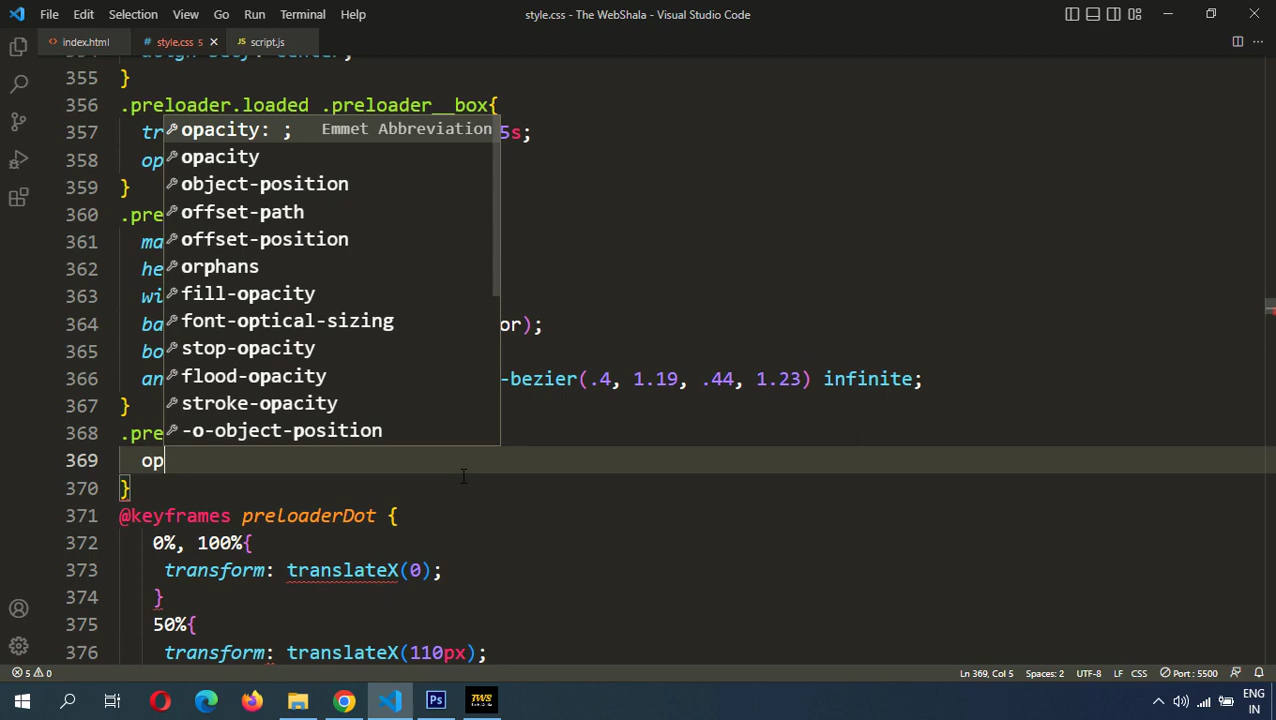 File Edit Selection View Go Run Terminal Help
style.css - The WebShala - Visual Studio Code
index.html
style.css 5
JS script.js
355 }
356 .preloader.loaded .preloader__box{
opacity: ; Emmet Abbreviation
357 tr 5s;
opacity
358 op
object-position
359 }
offset-path
360 .pre
offset-position
361 ma
orphans
362 he
fill-opacity
363 wi
font-optical-sizing
364 ba or);
stop-opacity
365 bo
flood-opacity
366 an -bezier(.4, 1.19, .44, 1.23) infinite;
stroke-opacity
367 }
-o-object-position
368 .pre
369 op
370 }
371 @keyframes preloaderDot {
372 0%, 100%{
373 transform: translateX(0);
374 }
375 50%{
376 transform: translateX(110px);
5 0 Ln 369, Col 5 Spaces: 2 UTF-8 LF CSS Port : 5500
Ps TWS ENG
IN